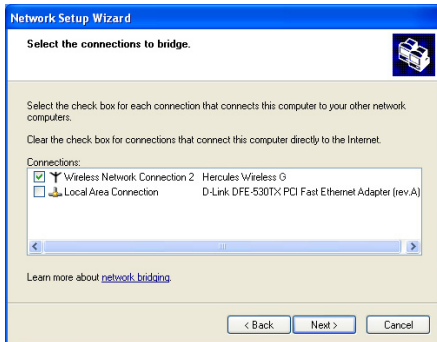 Network Setup Wizard
Select the connections to bridge.
Select the check box for each connection that connects this computer to your other network
computers.
Clear the check box for connections that connect this computer directly to the Internet.
Connections:
Wireless Network Connection 2 Hercules Wireless G
Local Area Connection D-Link DFE-530TX PCI Fast Ethernet Adapter (rev.A)
Learn more about network bridging.
< Back Next > Cancel